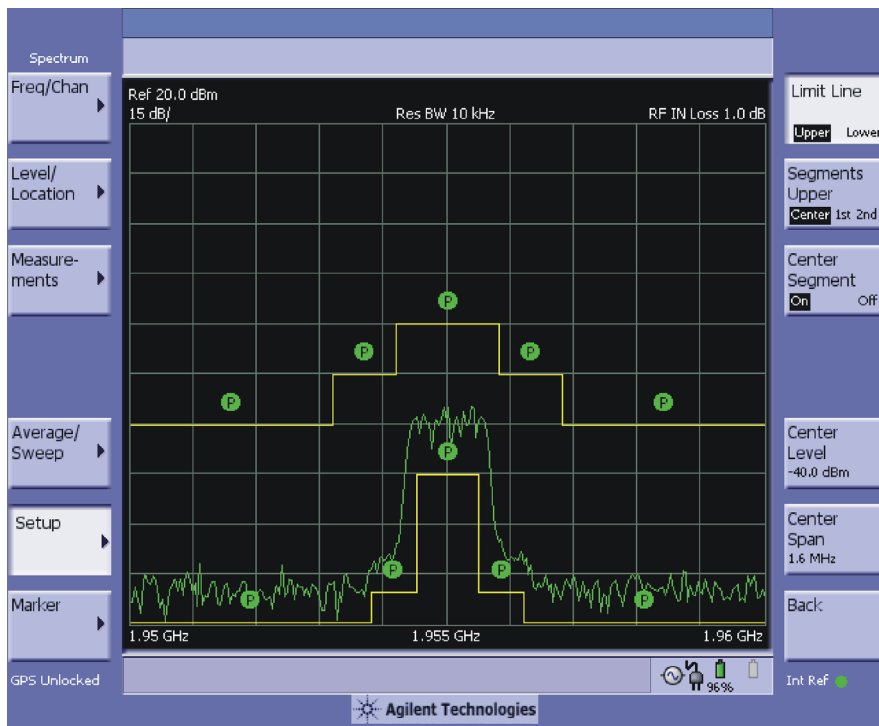 Spectrum
Freq/Chan
Level/
Location
Measure-
ments
Average/
Sweep
Setup
Marker
GPS Unlocked
Ref 20.0 dBm
15 dB/
Res BW 10 kHz
RF IN Loss 1.0 dB
P
P
P
P
P
P
P
P
P
P
1.95 GHz
1.955 GHz
1.96 GHz
96%
Agilent Technologies
Limit Line
Upper Lower
Segments
Upper
Center 1st 2nd
Center
Segment
On Off
Center
Level
-40.0 dBm
Center
Span
1.6 MHz
Back
Int Ref